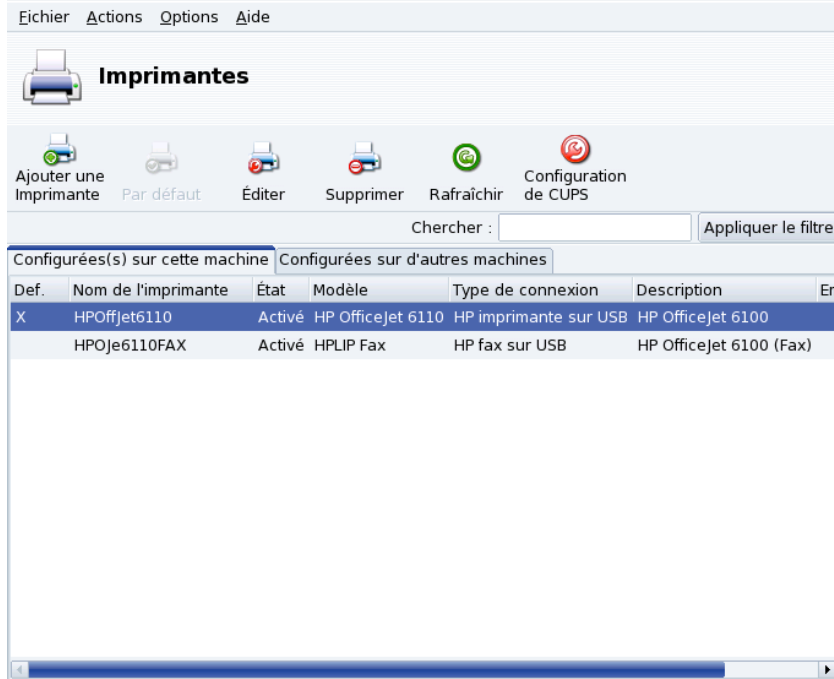 Fichier Actions Options Aide
Imprimantes
Ajouter une Imprimante
Par défaut
Éditer
Supprimer
Rafraîchir
Configuration de CUPS
Chercher :
Appliquer le filtre
Configurées(s) sur cette machine
Configurées sur d'autres machines
Def. Nom de l'imprimante État Modèle Type de connexion Description
X HPOffJet6110 Activé HP OfficeJet 6110 HP imprimante sur USB HP OfficeJet 6100
HPOJe6110FAX Activé HPLIP Fax HP fax sur USB HP OfficeJet 6100 (Fax)